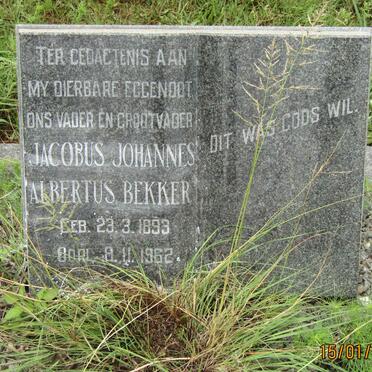 TER GEDAGTENIS AAN
MY DIERBARE EGGENOOT
ONS VADER EN GROOTVADER
JACOBUS JOHANNES
ALBERTUS BEKKER
GEB. 23.3.1893
OORL. 8.11.1962
DIT WAS GODS WIL.
15/01